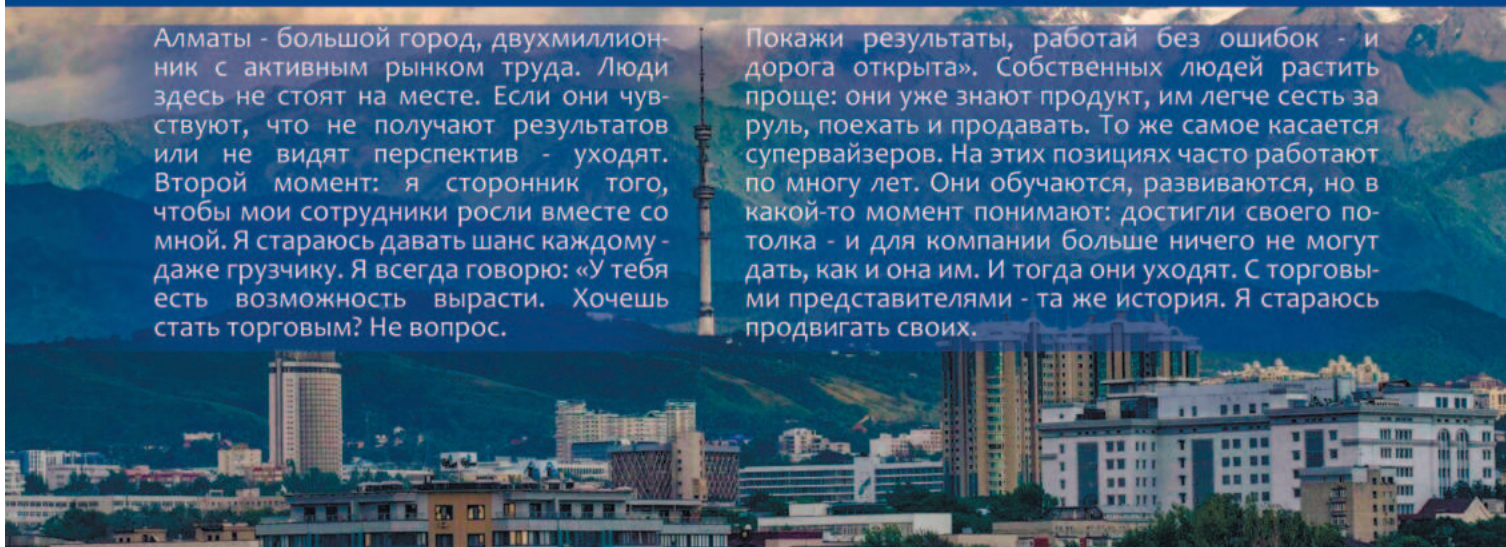 Алматы - большой город, двухмиллион-
ник с активным рынком труда. Люди
здесь не стоят на месте. Если они чув-
ствуют, что не получают результатов
или не видят перспектив - уходят.
Второй момент: я сторонник того,
чтобы мои сотрудники росли вместе со
мной. Я стараюсь давать шанс каждому -
даже грузчику. Я всегда говорю: «У тебя
есть возможность вырасти. Хочешь
стать торговым? Не вопрос.
Покажи результаты, работай без ошибок - и
дорога открыта». Собственных людей растить
проще: они уже знают продукт, им легче сесть за
руль, поехать и продавать. То же самое касается
супервайзеров. На этих позициях часто работают
по многу лет. Они обучаются, развиваются, но в
какой-то момент понимают: достигли своего по-
толка - и для компании больше ничего не могут
дать, как и она им. И тогда они уходят. С торговы-
ми представителями - та же история. Я стараюсь
продвигать своих.